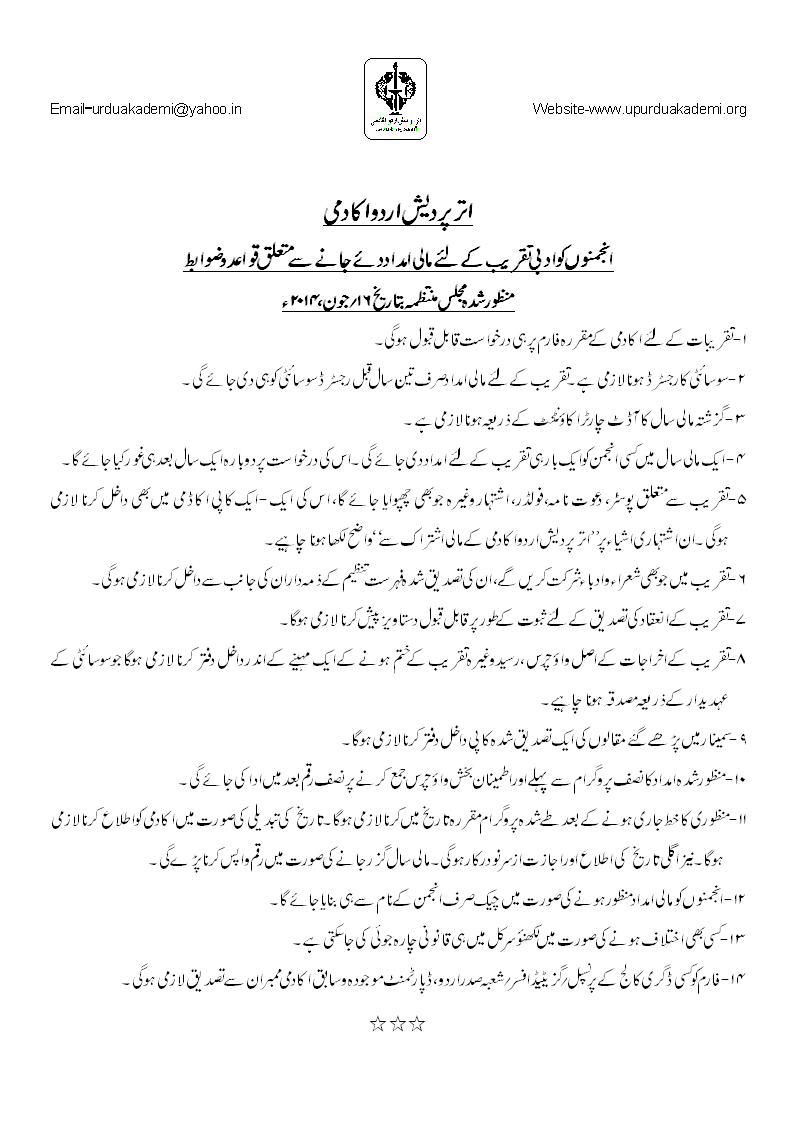 Email-urduakademi@yahoo.in
Website-www.upurduakademi.org
اتر پردیش اردو اکادمی
انجمنوں کو ادبی تقریب کے لئے مالی امداد دئے جانے سے متعلق قواعد و ضوابط
منظور شدہ مجلس منتظمہ بتاریخ ۱۶؍جون، ۲۰۱۴ء
۱-تقریبات کے لئے اکادمی کے مقررہ فارم پر ہی درخواست قابل قبول ہوگی۔
۲-سوسائٹی کا رجسٹرڈ ہونا لازمی ہے۔تقریب کے لئے مالی امداد صرف تین سال قبل رجسٹرڈ سوسائٹی کو ہی دی جائے گی۔
۳-گزشتہ مالی سال کا آڈٹ چارٹرا کاؤنٹنٹ کے ذریعہ ہونا لازمی ہے۔
۴-ایک مالی سال میں کسی انجمن کو ایک بار ہی تقریب کے لئے امداد دی جائے گی۔اس کی درخواست پر دوبارہ ایک سال بعد ہی غور کیا جائے گا۔
۵-تقریب سے متعلق پوسٹر، دعوت نامہ،فولڈر، اشتہار وغیرہ جو بھی چھپوایا جائے گا، اس کی ایک-ایک کاپی اکاڈمی میں بھی داخل کرنا لازمی
ہوگی۔ان اشتہاری اشیاء پر ’’اتر پردیش اردو اکادمی کے مالی اشتراک سے‘‘ واضح لکھا ہونا چاہیے۔
۶-تقریب میں جو بھی شعراء و ادباء شرکت کریں گے، ان کی تصدیق شدہ فہرست تنظیم کے ذمہ داران کی جانب سے داخل کرنا لازمی ہوگی۔
۷-تقریب کے انعقاد کی تصدیق کے لئے ثبوت کے طور پر قابل قبول دستاویز پیش کرنا لازمی ہوگا۔
۸-تقریب کے اخراجات کے اصل واؤچرس، رسید وغیرہ تقریب کے ختم ہونے کے ایک مہینے کے اندر داخل دفتر کرنا لازمی ہوگا جو سوسائٹی کے
عہدیدار کے ذریعہ مصدقہ ہونا چاہیے۔
۹-سمینار میں پڑھے گئے مقالوں کی ایک تصدیق شدہ کاپی داخل دفتر کرنا لازمی ہوگا۔
۱۰-منظور شدہ امداد کا نصف پروگرام سے پہلے اور اطمینان بخش واؤچرس جمع کرنے پر نصف رقم بعد میں ادا کی جائے گی۔
۱۱-منظوری کا خط جاری ہونے کے بعد طے شدہ پروگرام مقررہ تاریخ میں کرنا لازمی ہوگا۔تاریخ کی تبدیلی کی صورت میں اکادمی کو اطلاع کرنا لازمی
ہوگا۔نیز اگلی تاریخ کی اطلاع اور اجازت از سر نو درکار ہوگی۔مالی سال گزر جانے کی صورت میں رقم واپس کرنا پڑے گی۔
۱۲-انجمنوں کو مالی امداد منظور ہونے کی صورت میں چیک صرف انجمن کے نام سے ہی بنایا جائے گا۔
۱۳-کسی بھی اختلاف ہونے کی صورت میں لکھنؤ سرکل میں ہی قانونی چارہ جوئی کی جاسکتی ہے۔
۱۴-فارم کو کسی ڈگری کالج کے پرنسپل؍گزیٹیڈ افسر؍شعبہ صدر اردو، ڈپارٹمنٹ موجودہ و سابق اکادمی ممبران سے تصدیق لازمی ہوگی۔
☆☆☆